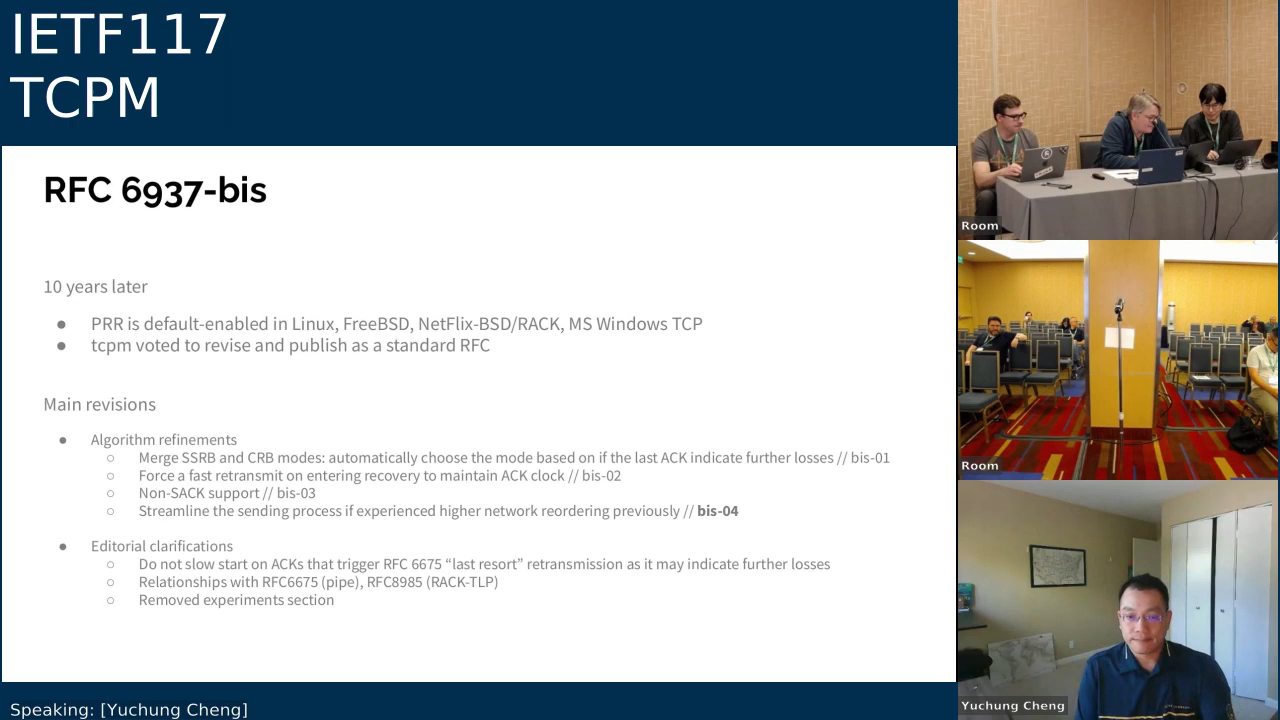 IETF117
TCPM
RFC 6937-bis
10 years later
● PRR is default-enabled in Linux, FreeBSD, NetFlix-BSD/RACK, MS Windows TCP
● tcpm voted to revise and publish as a standard RFC
Main revisions
● Algorithm refinements
○ Merge SSRB and CRB modes: automatically choose the mode based on if the last ACK indicate further losses // bis-01
○ Force a fast retransmit on entering recovery to maintain ACK clock // bis-02
○ Non-SACK support // bis-03
○ Streamline the sending process if experienced higher network reordering previously // bis-04
● Editorial clarifications
○ Do not slow start on ACKs that trigger RFC 6675 “last resort” retransmission as it may indicate further losses
○ Relationships with RFC6675 (pipe), RFC8985 (RACK-TLP)
○ Removed experiments section
Speaking: [Yuchung Cheng]
Room
Room
Yuchung Cheng